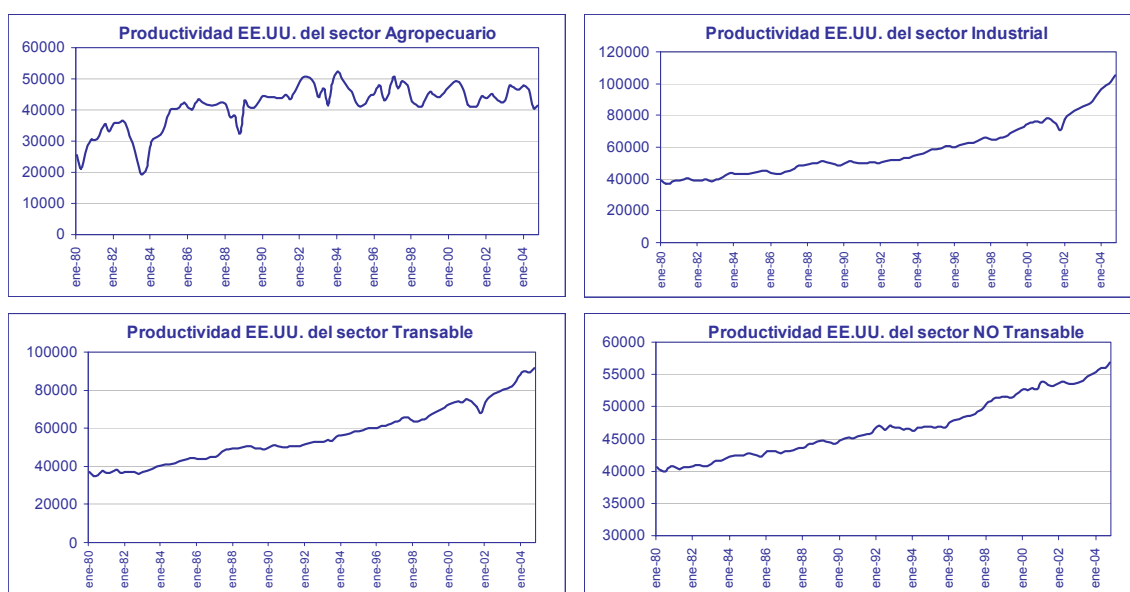 Productividad EE.UU. del sector Agropecuario
60000
50000
40000
30000
20000
10000
0
ene-80
ene-82
ene-84
ene-86
ene-88
ene-90
ene-92
ene-94
ene-96
ene-98
ene-00
ene-02
ene-04
Productividad EE.UU. del sector Industrial
120000
100000
80000
60000
40000
20000
0
ene-80
ene-82
ene-84
ene-86
ene-88
ene-90
ene-92
ene-94
ene-96
ene-98
ene-00
ene-02
ene-04
Productividad EE.UU. del sector Transable
100000
80000
60000
40000
20000
0
ene-80
ene-82
ene-84
ene-86
ene-88
ene-90
ene-92
ene-94
ene-96
ene-98
ene-00
ene-02
ene-04
Productividad EE.UU. del sector NO Transable
60000
55000
50000
45000
40000
35000
30000
ene-80
ene-82
ene-84
ene-86
ene-88
ene-90
ene-92
ene-94
ene-96
ene-98
ene-00
ene-02
ene-04